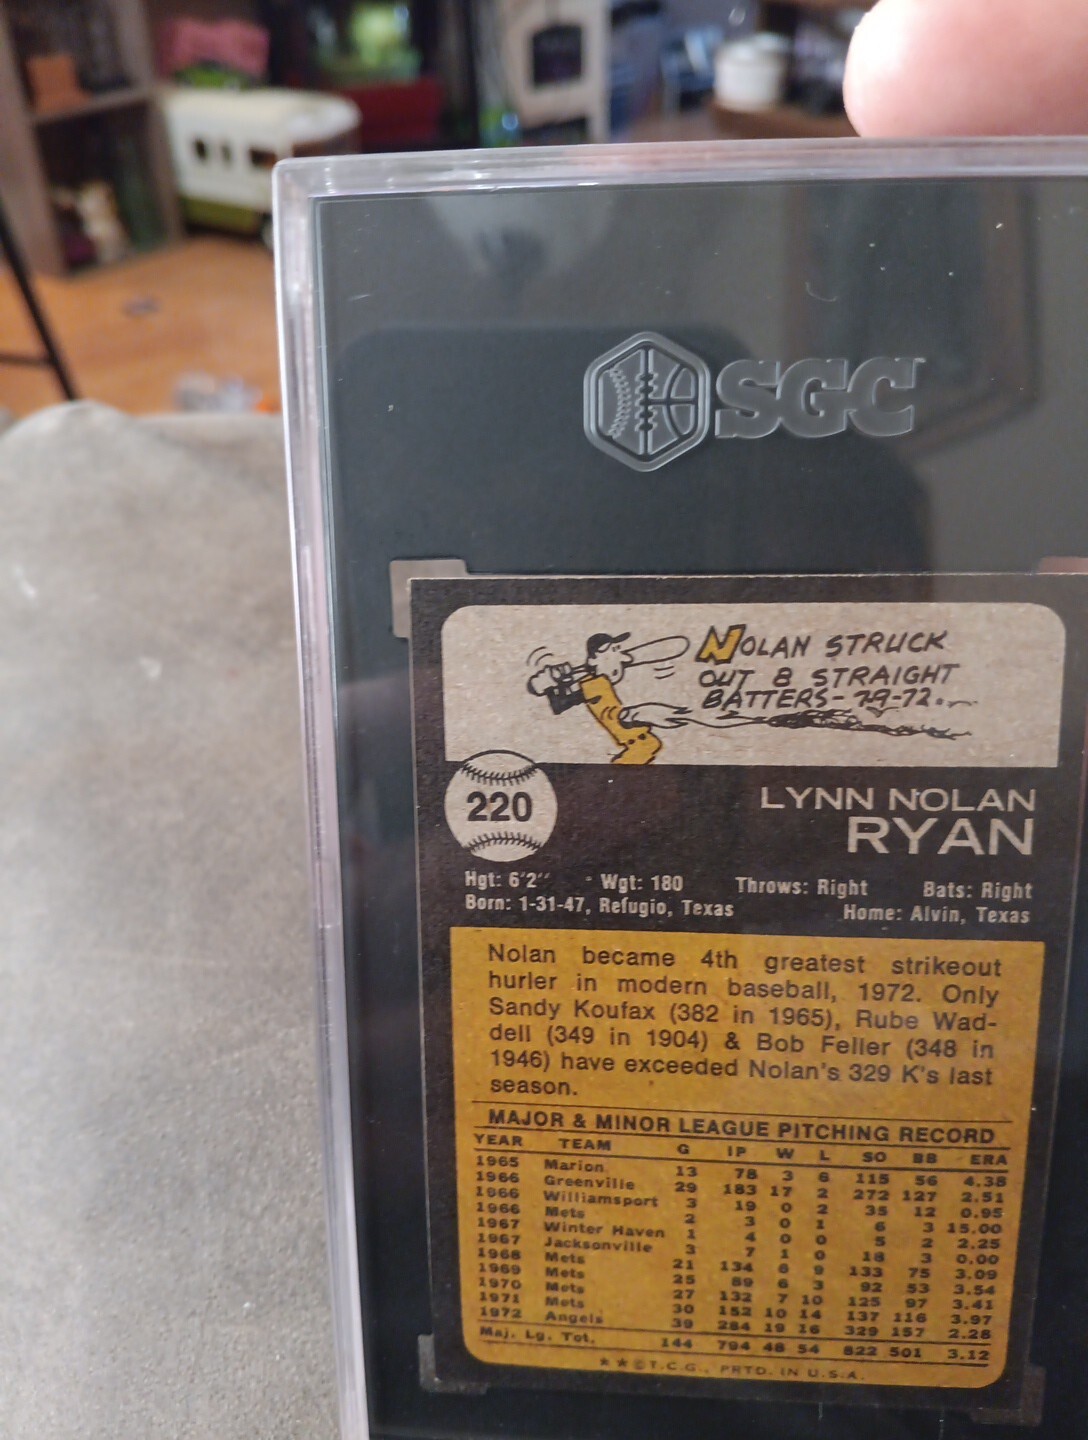 SGC
NOLAN STRUCK
OUT 8 STRAIGHT
BATTERS-7-9-72...
220
LYNN NOLAN
RYAN
Hgt: 6'2" Wgt: 180 Throws: Right Bats: Right
Born: 1-31-47, Refugio, Texas Home: Alvin, Texas
Nolan became 4th greatest strikeout
hurler in modern baseball, 1972. Only
Sandy Koufax (382 in 1965), Rube Wad-
dell (349 in 1904) & Bob Feller (348 in
1946) have exceeded Nolan's 329 K's last
season.
MAJOR & MINOR LEAGUE PITCHING RECORD
YEAR TEAM G IP W L SO BB ERA
1965 Marion 13 78 3 6 115 56 4.38
1966 Greenville 29 183 17 2 272 127 2.51
1966 Williamsport 3 19 0 2 35 12 0.95
1966 Mets 2 3 0 1 6 3 15.00
1967 Winter Haven 1 4 0 0 5 2 2.25
1967 Jacksonville 3 7 1 0 18 3 0.00
1968 Mets 21 134 6 9 133 75 3.09
1969 Mets 25 89 6 3 92 53 3.54
1970 Mets 27 132 7 10 125 97 3.41
1971 Mets 30 152 10 14 137 116 3.97
1972 Angels 39 284 19 16 329 157 2.28
Maj. Lg. Tot. 144 794 48 54 822 501 3.12
★★©T.C.G., PRTD. IN U.S.A.